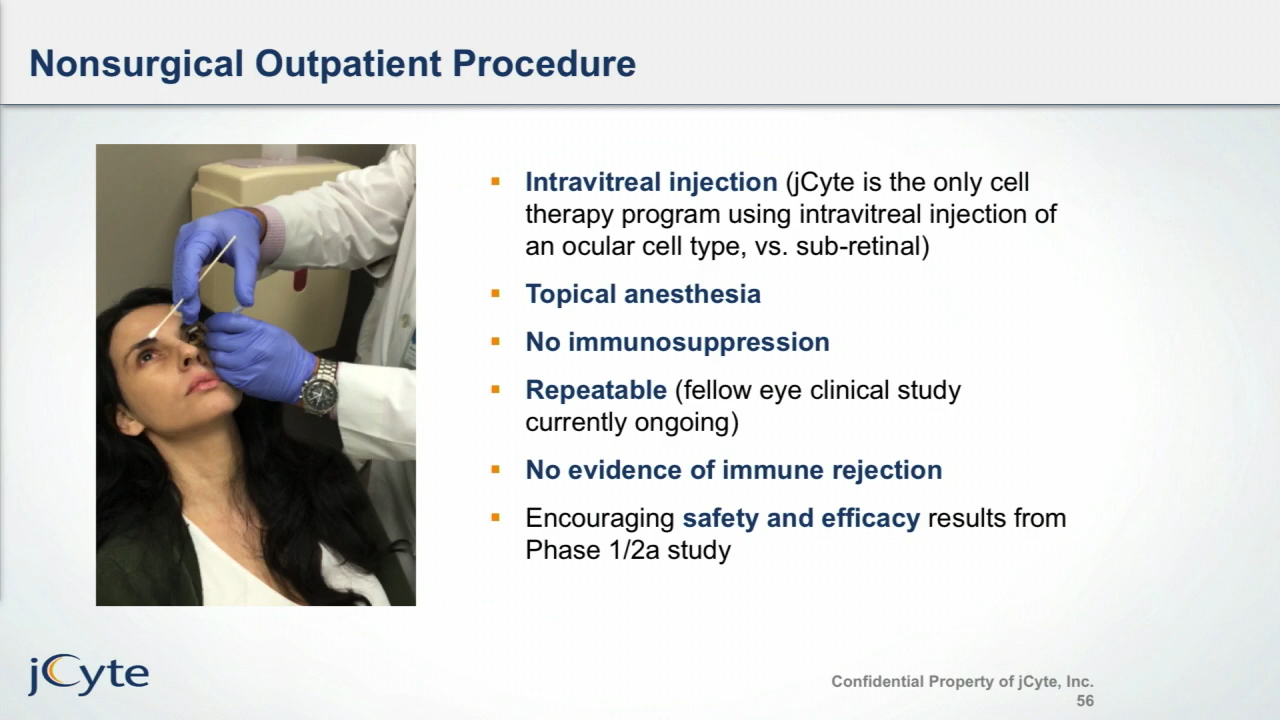 Nonsurgical Outpatient Procedure
▪ Intravitreal injection (jCyte is the only cell
therapy program using intravitreal injection of
an ocular cell type, vs. sub-retinal)
▪ Topical anesthesia
▪ No immunosuppression
▪ Repeatable (fellow eye clinical study
currently ongoing)
▪ No evidence of immune rejection
▪ Encouraging safety and efficacy results from
Phase 1/2a study
jCyte
Confidential Property of jCyte, Inc.
56